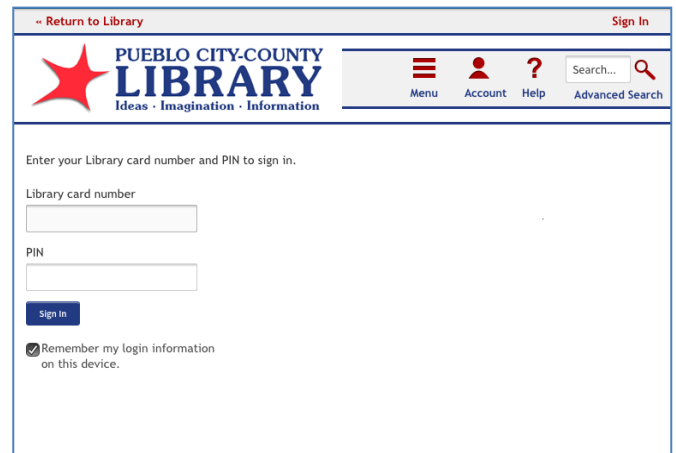 « Return to Library
Sign In
PUEBLO CITY-COUNTY
LIBRARY
Ideas · Imagination · Information
Menu
Account
?
Help
Search...
Advanced Search
Enter your Library card number and PIN to sign in.
Library card number
PIN
Sign In
Remember my login information
on this device.